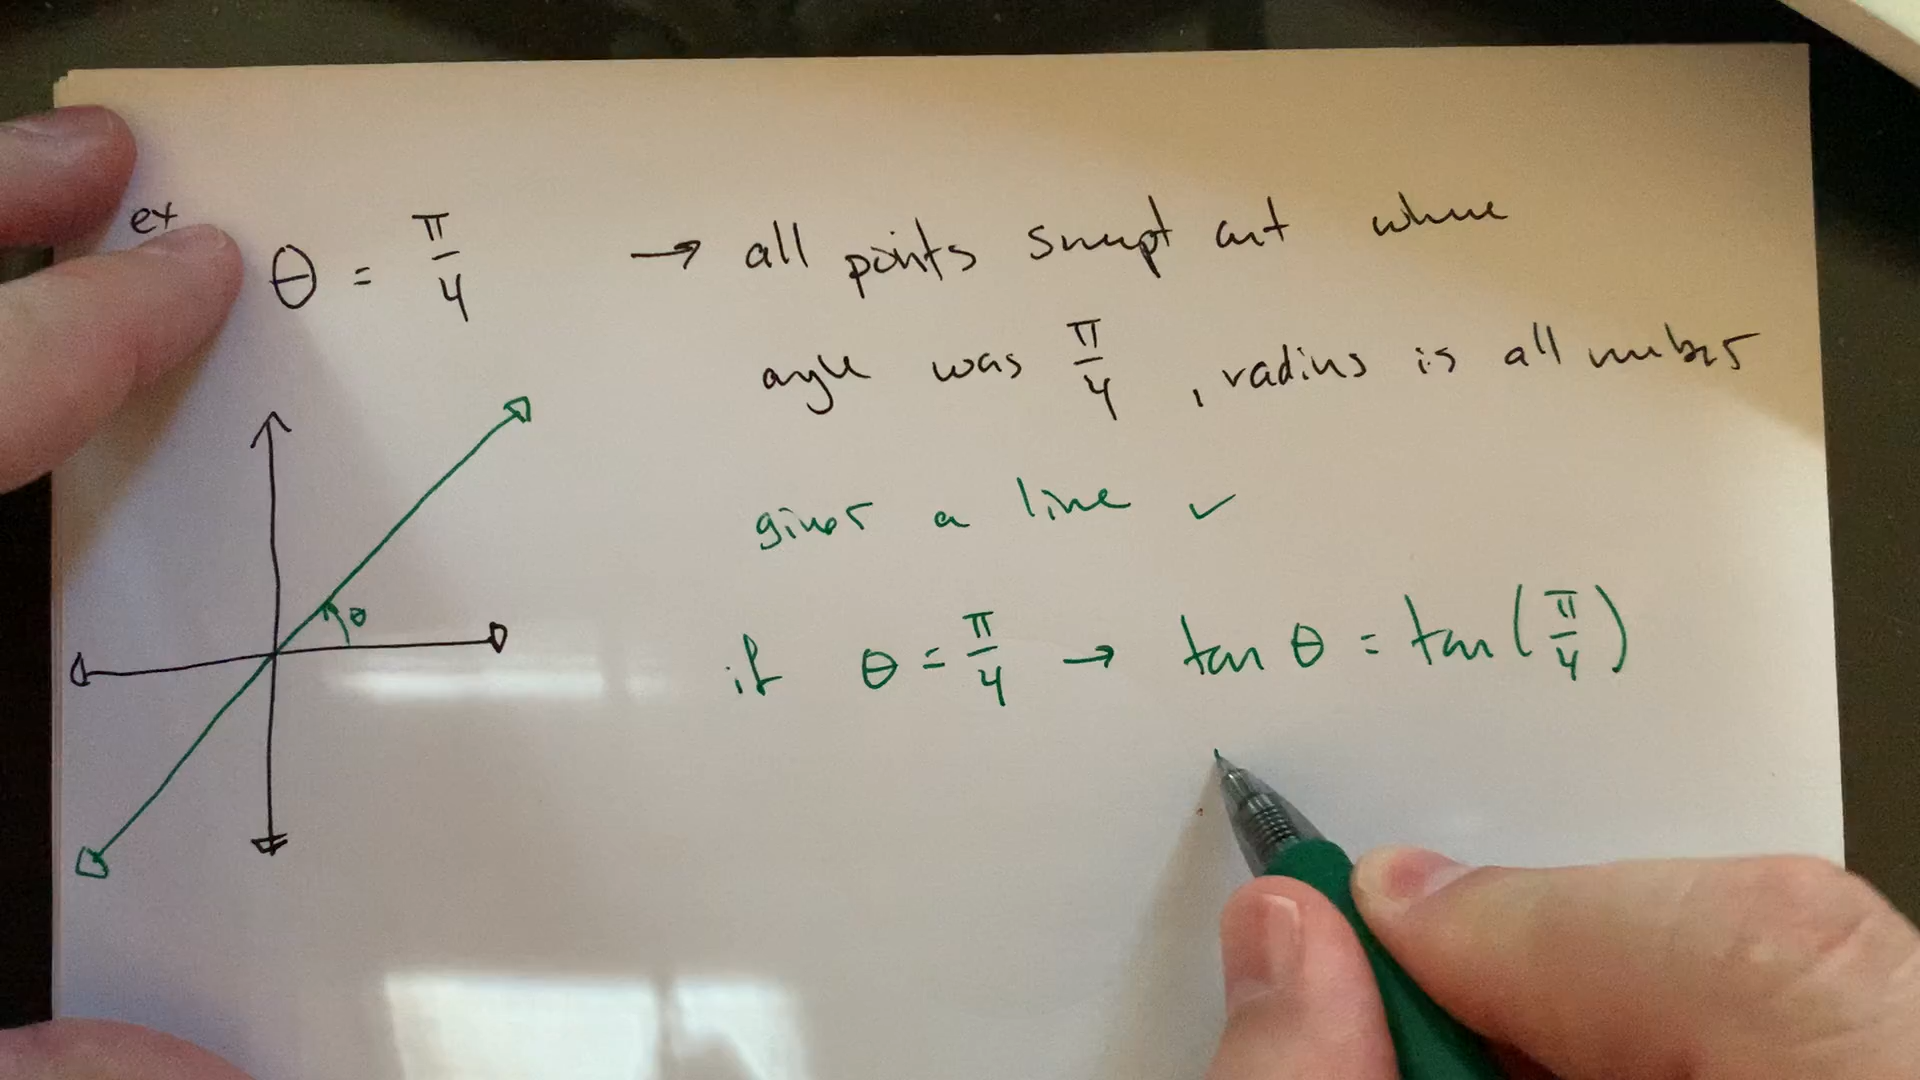 ex
θ = π/4 → all points swept out where
angle was π/4, radius is all numbers
gives a line ✓
θ
if θ = π/4 → tan θ = tan(π/4)